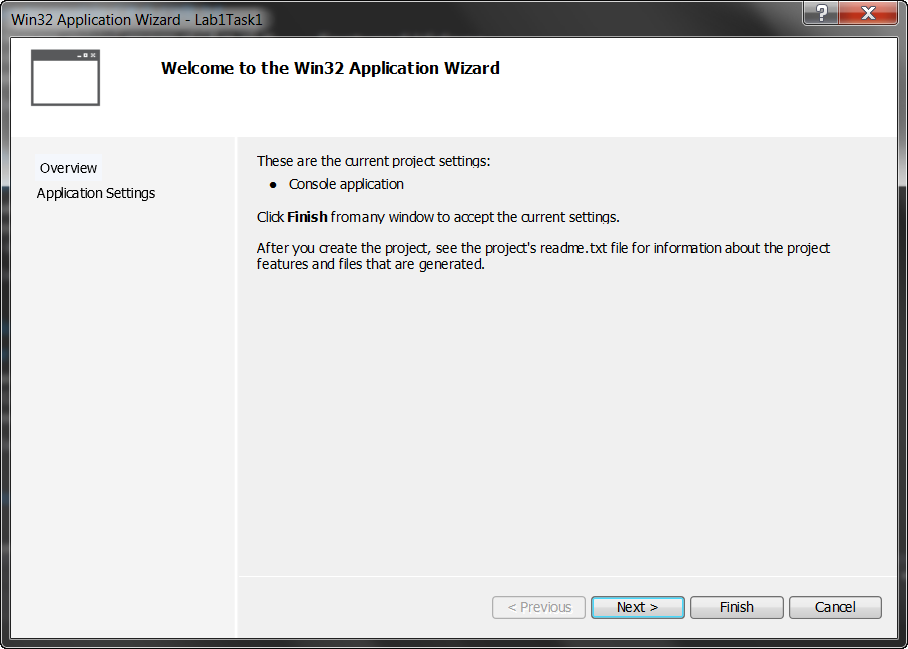 Win32 Application Wizard - Lab1Task1
Welcome to the Win32 Application Wizard
Overview
Application Settings
These are the current project settings:
• Console application
Click Finish from any window to accept the current settings.
After you create the project, see the project's readme.txt file for information about the project
features and files that are generated.
< Previous
Next >
Finish
Cancel